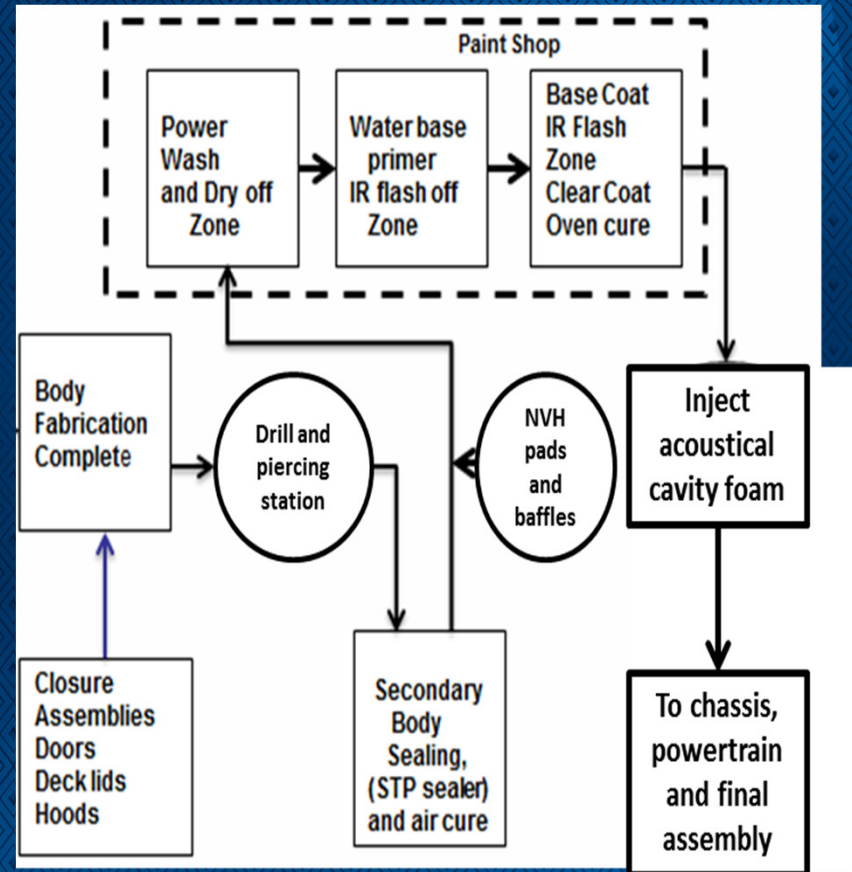 Paint Shop
Power
Wash
and Dry off
Zone
Water base
primer
IR flash off
Zone
Base Coat
IR Flash
Zone
Clear Coat
Oven cure
Body
Fabrication
Complete
Drill and
piercing
station
NVH
pads
and
baffles
Inject
acoustical
cavity foam
Closure
Assemblies
Doors
Deck lids
Hoods
Secondary
Body
Sealing,
(STP sealer)
and air cure
To chassis,
powertrain
and final
assembly